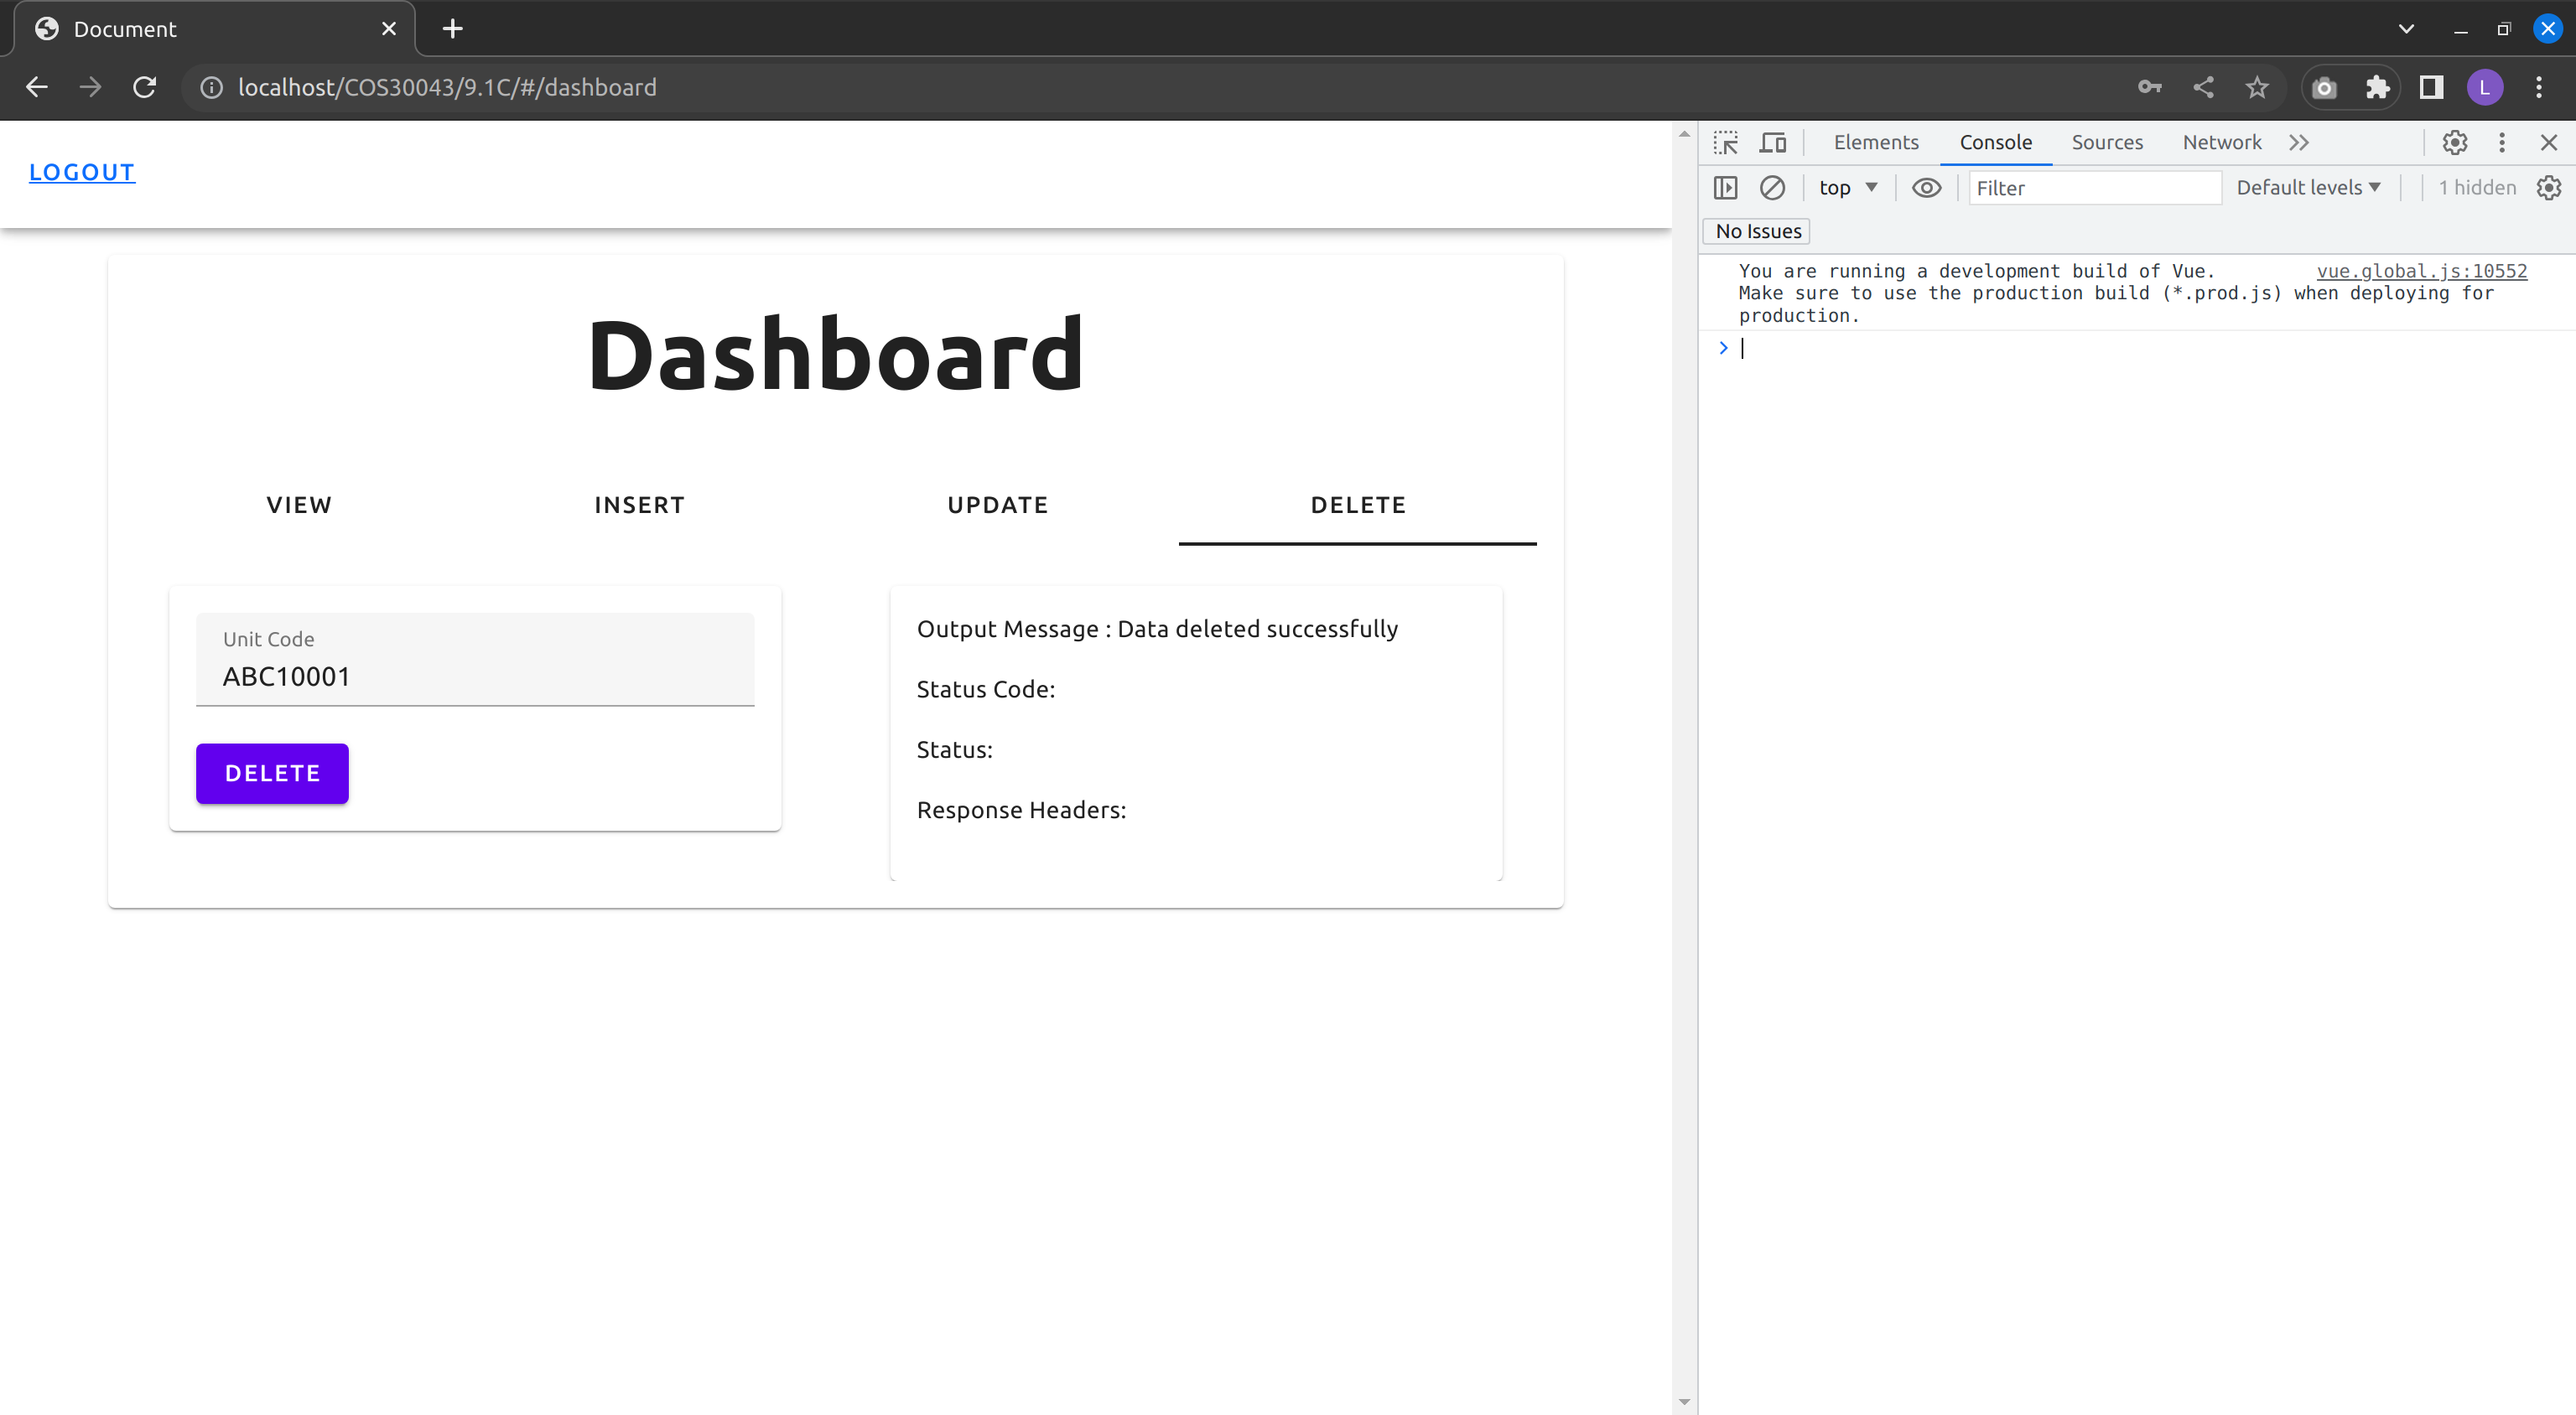 Document
localhost/COS30043/9.1C/#/dashboard
L
LOGOUT
Dashboard
VIEW INSERT UPDATE DELETE
Unit Code
ABC10001
DELETE
Output Message : Data deleted successfully
Status Code:
Status:
Response Headers:
Elements Console Sources Network
top Filter Default levels 1 hidden
No Issues
You are running a development build of Vue. vue.global.js:10552
Make sure to use the production build (*.prod.js) when deploying for
production.